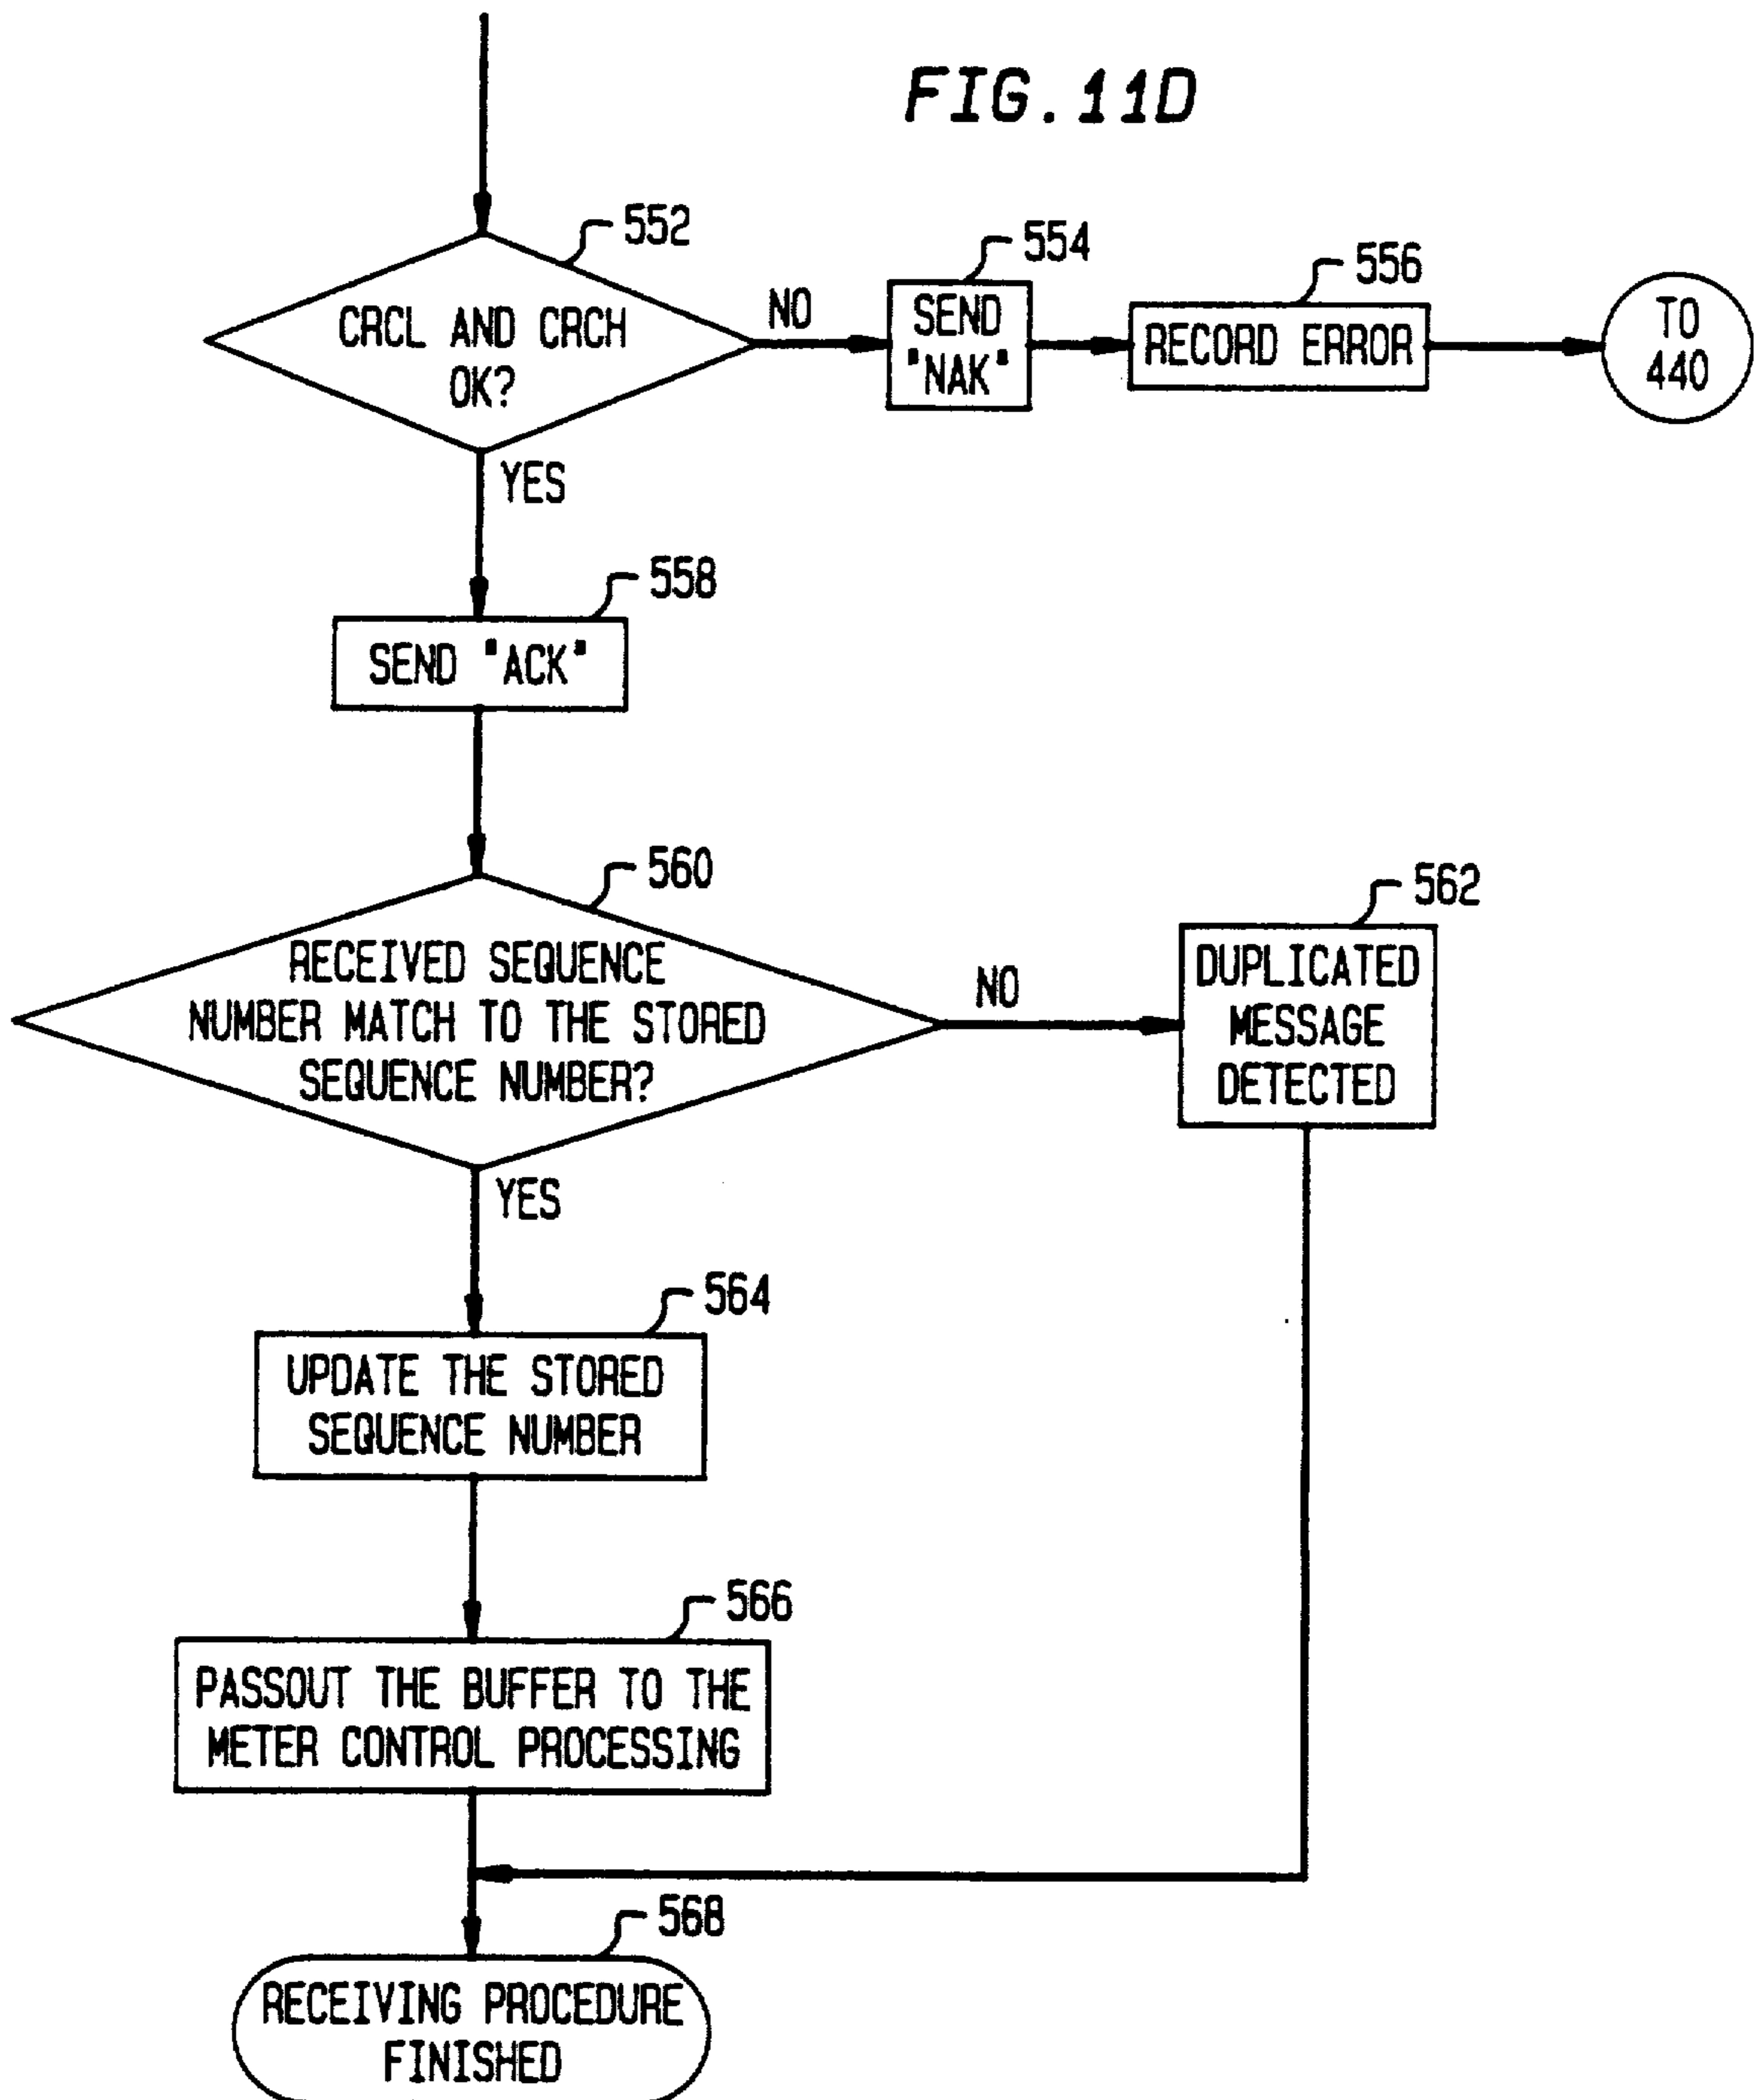 FIG. 11D
552
CRCL AND CRCH
OK?
NO
554
SEND
"NAK"
556
RECORD ERROR
TO
440
YES
558
SEND "ACK"
560
RECEIVED SEQUENCE
NUMBER MATCH TO THE STORED
SEQUENCE NUMBER?
NO
562
DUPLICATED
MESSAGE
DETECTED
YES
564
UPDATE THE STORED
SEQUENCE NUMBER
566
PASSOUT THE BUFFER TO THE
METER CONTROL PROCESSING
568
RECEIVING PROCEDURE
FINISHED